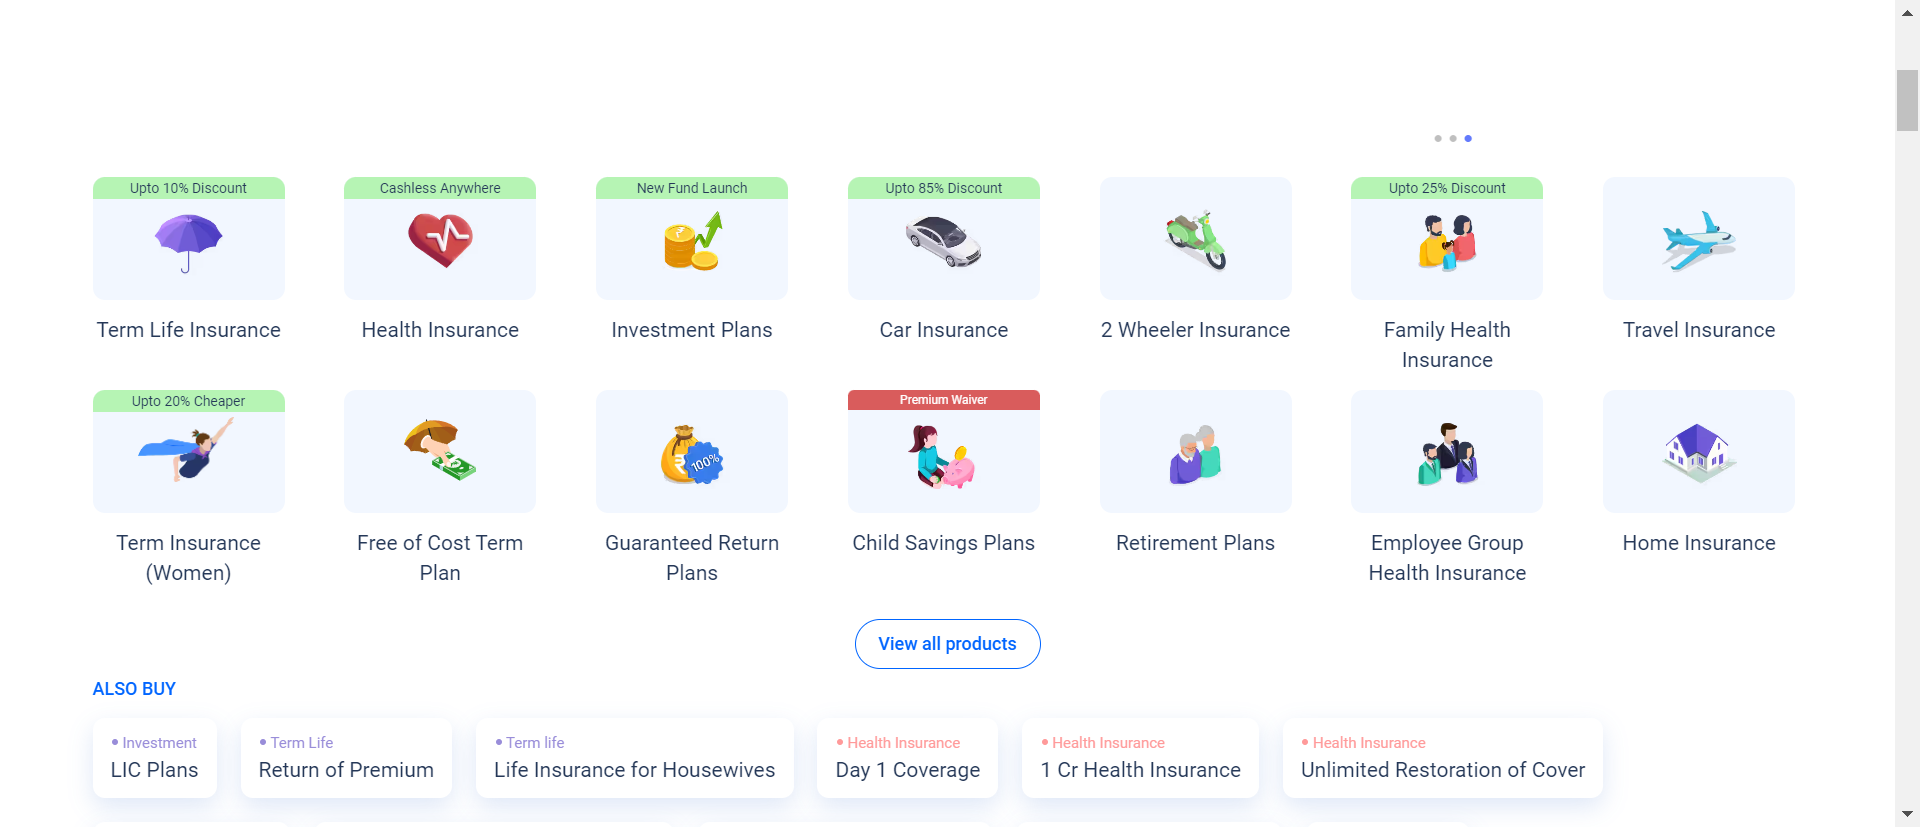 Upto 10% Discount
Cashless Anywhere
New Fund Launch
Upto 85% Discount
Upto 25% Discount
Term Life Insurance
Health Insurance
Investment Plans
Car Insurance
2 Wheeler Insurance
Family Health
Insurance
Travel Insurance
Upto 20% Cheaper
Premium Waiver
₹
100%
Term Insurance
(Women)
Free of Cost Term
Plan
Guaranteed Return
Plans
Child Savings Plans
Retirement Plans
Employee Group
Health Insurance
Home Insurance
View all products
ALSO BUY
• Investment
LIC Plans
• Term Life
Return of Premium
• Term life
Life Insurance for Housewives
• Health Insurance
Day 1 Coverage
• Health Insurance
1 Cr Health Insurance
• Health Insurance
Unlimited Restoration of Cover